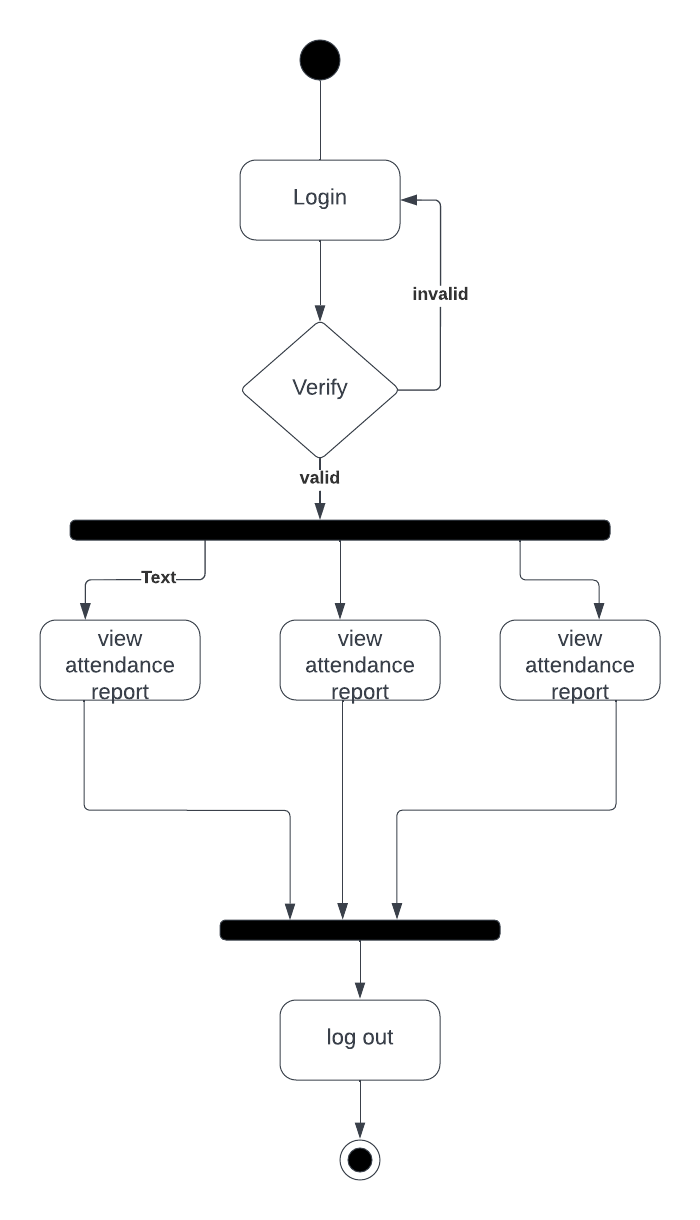 Login
invalid
Verify
valid
Text
view
attendance
report
view
attendance
report
view
attendance
report
log out